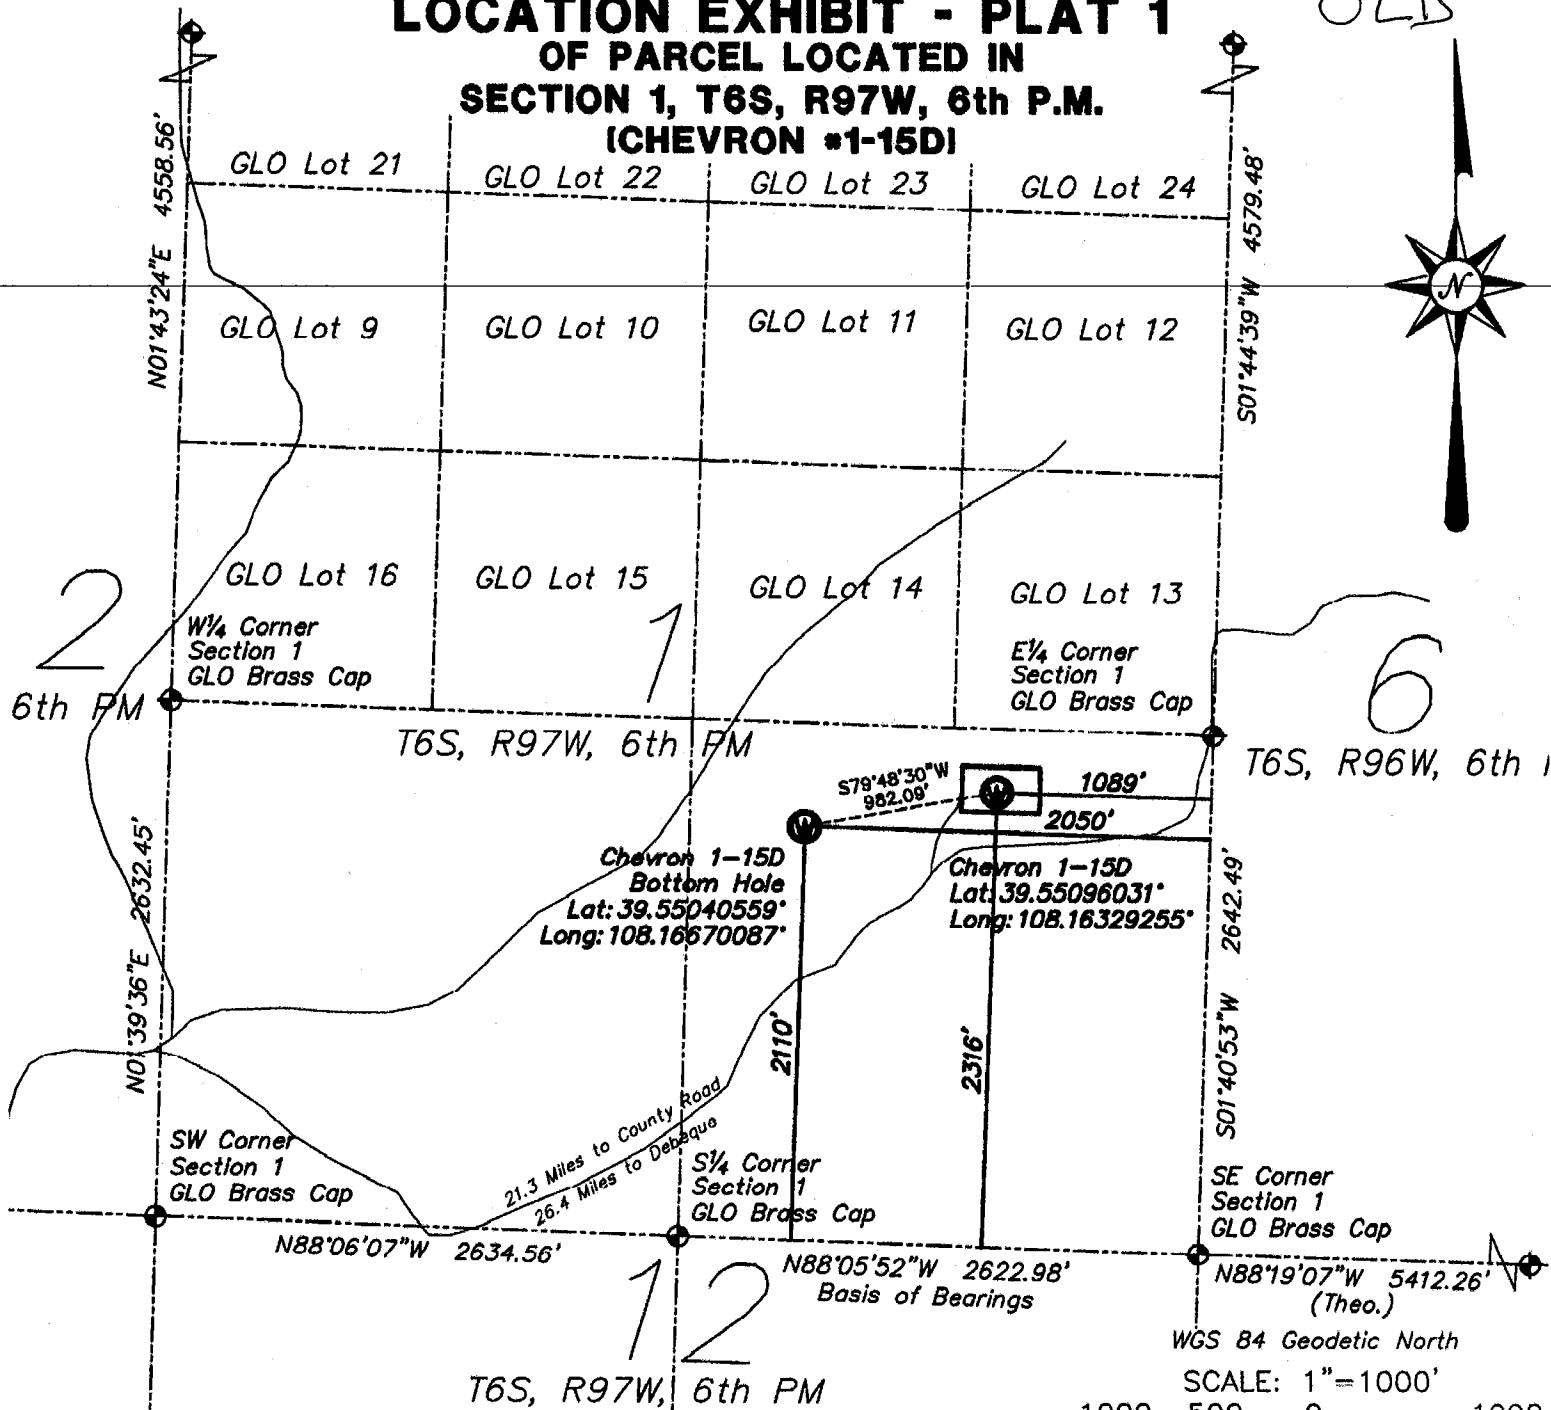 LOCATION EXHIBIT - PLAT 1
OLD
OF PARCEL LOCATED IN
SECTION 1, T6S, R97W, 6th P.M.
(CHEVRON #1-15D)
N01°43'24"E 4558.56'
S01°44'39"W 4579.48'
GLO Lot 21
GLO Lot 22
GLO Lot 23
GLO Lot 24
N
GLO Lot 9
GLO Lot 10
GLO Lot 11
GLO Lot 12
GLO Lot 16
GLO Lot 15
GLO Lot 14
GLO Lot 13
2
6th PM
W¼ Corner
Section 1
GLO Brass Cap
1
T6S, R97W, 6th PM
E¼ Corner
Section 1
GLO Brass Cap
6
T6S, R96W, 6th
S79°48'30"W
982.09'
W
W
1089'
2050'
Chevron 1-15D
Bottom Hole
Lat: 39.55040559°
Long: 108.16670087°
Chevron 1-15D
Lat: 39.55096031°
Long: 108.16329255°
N01°39'36"E 2632.45'
S01°40'53"W 2642.49'
2110'
2316'
21.3 Miles to County Road
26.4 Miles to Debeque
SW Corner
Section 1
GLO Brass Cap
S¼ Corner
Section 1
GLO Brass Cap
SE Corner
Section 1
GLO Brass Cap
N88°06'07"W 2634.56'
N88°05'52"W 2622.98'
Basis of Bearings
N88°19'07"W 5412.26'
(Theo.)
12
T6S, R97W, 6th PM
WGS 84 Geodetic North
SCALE: 1"=1000'
1000 500 0 1000